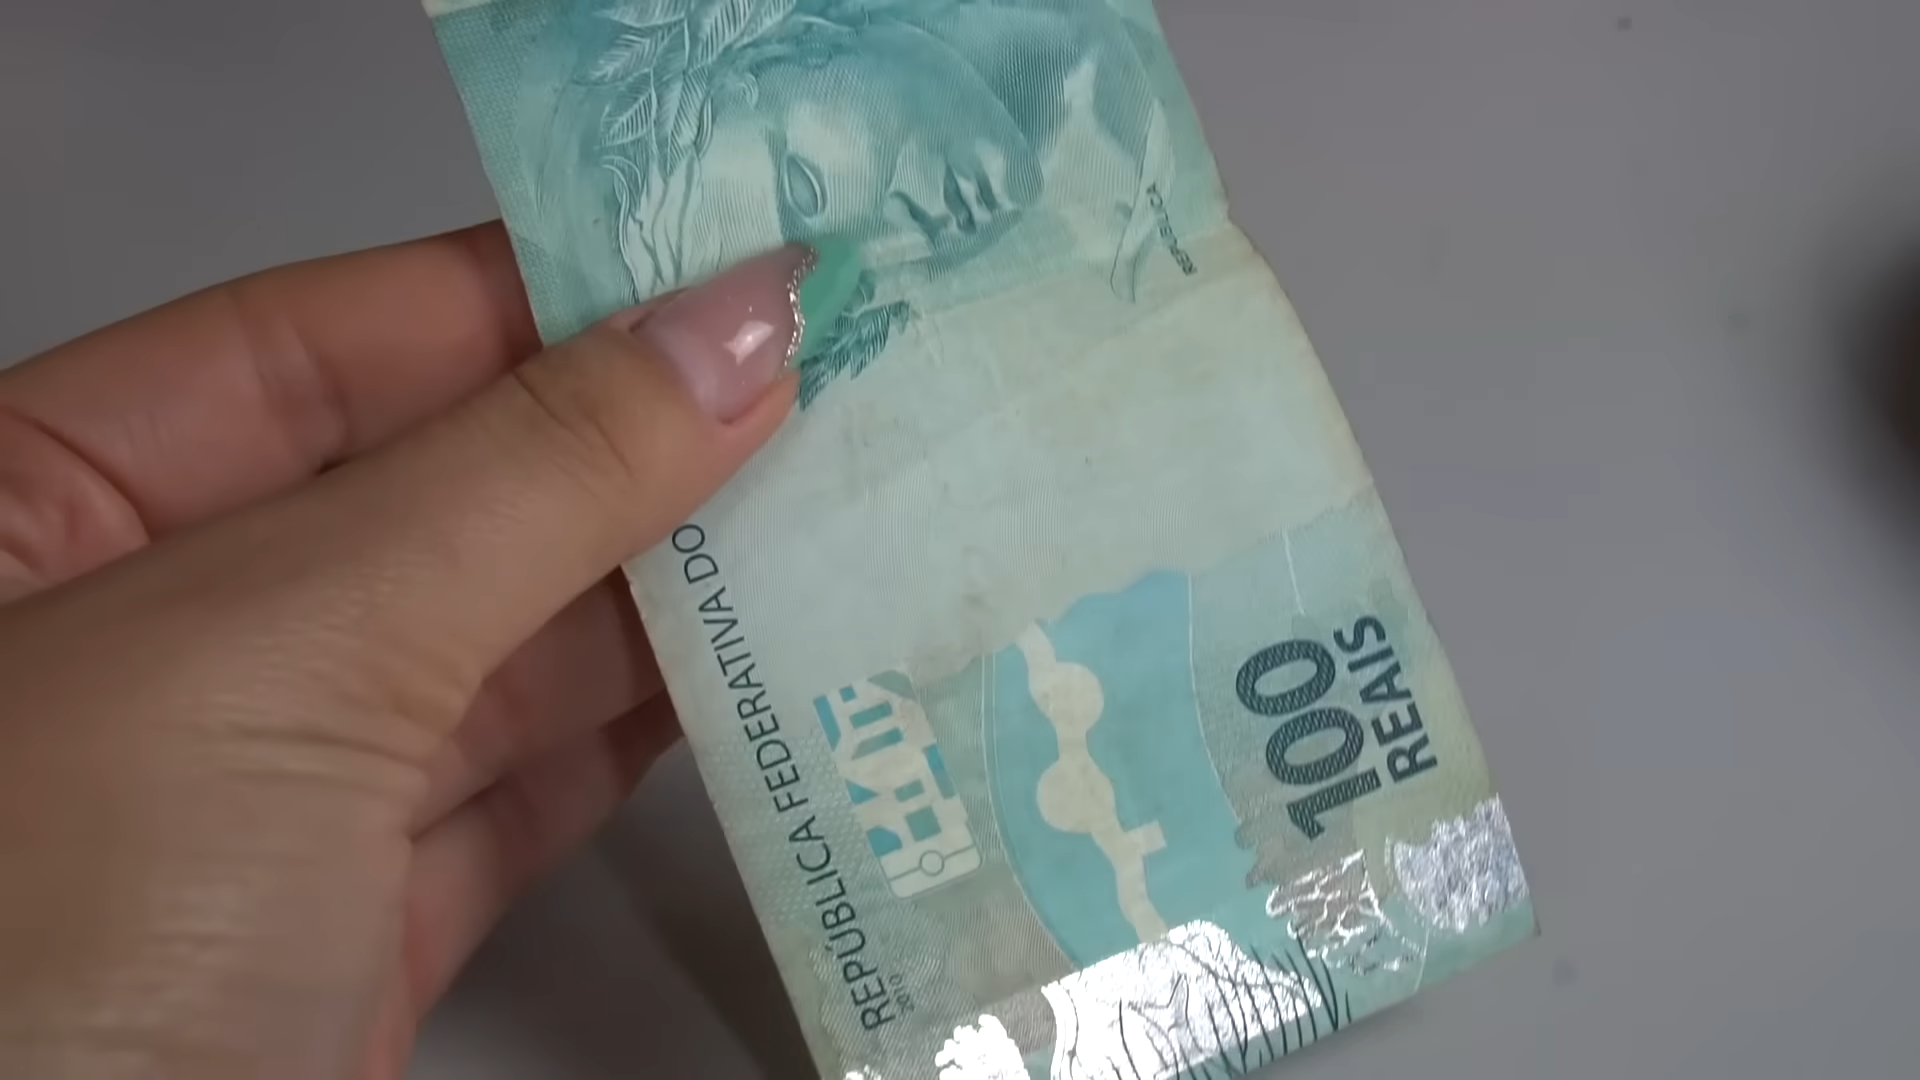 REPÚBLICA FEDERATIVA DO
2010
100
REAIS
REPÚBLICA